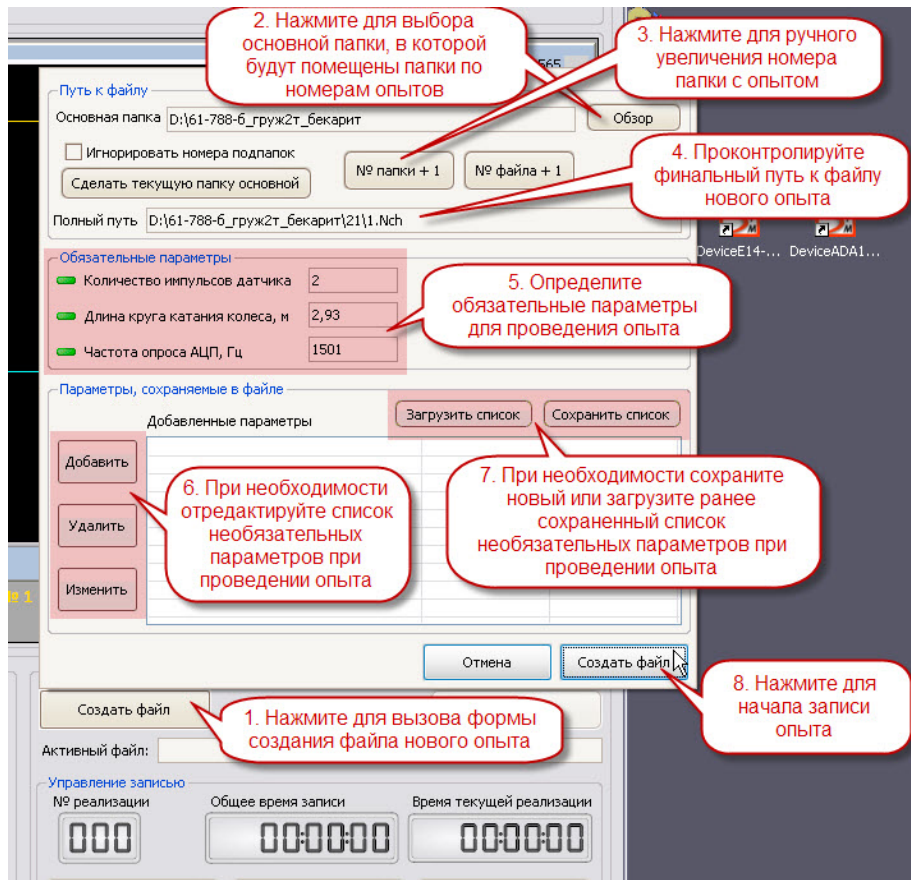 2. Нажмите для выбора
основной папки, в которой
будут помещены папки по
номерам опытов
3. Нажмите для ручного
увеличения номера
папки с опытом
565
Путь к файлу
Основная папка D:\61-788-б_груж2т_бекарит
Обзор
Игнорировать номера подпапок
Сделать текущую папку основной
№ папки + 1
№ файла + 1
4. Проконтролируйте
финальный путь к файлу
нового опыта
Полный путь D:\61-788-б_груж2т_бекарит\21\1.Nch
DeviceE14-... DeviceADA1...
Обязательные параметры
Количество импульсов датчика 2
Длина круга катания колеса, м 2,93
Частота опроса АЦП, Гц 1501
5. Определите
обязательные параметры
для проведения опыта
Параметры, сохраняемые в файле
Добавленные параметры
Загрузить список
Сохранить список
Добавить
Удалить
Изменить
6. При необходимости
отредактируйте список
необязательных
параметров при
проведении опыта
7. При необходимости сохраните
новый или загрузите ранее
сохраненный список
необязательных параметров при
проведении опыта
№ 1
Отмена
Создать файл
8. Нажмите для
начала записи
опыта
Создать файл
1. Нажмите для вызова формы
создания файла нового опыта
Активный файл:
Управление записью
№ реализации
Общее время записи
Время текущей реализации
000
00:00:00
00:00:00